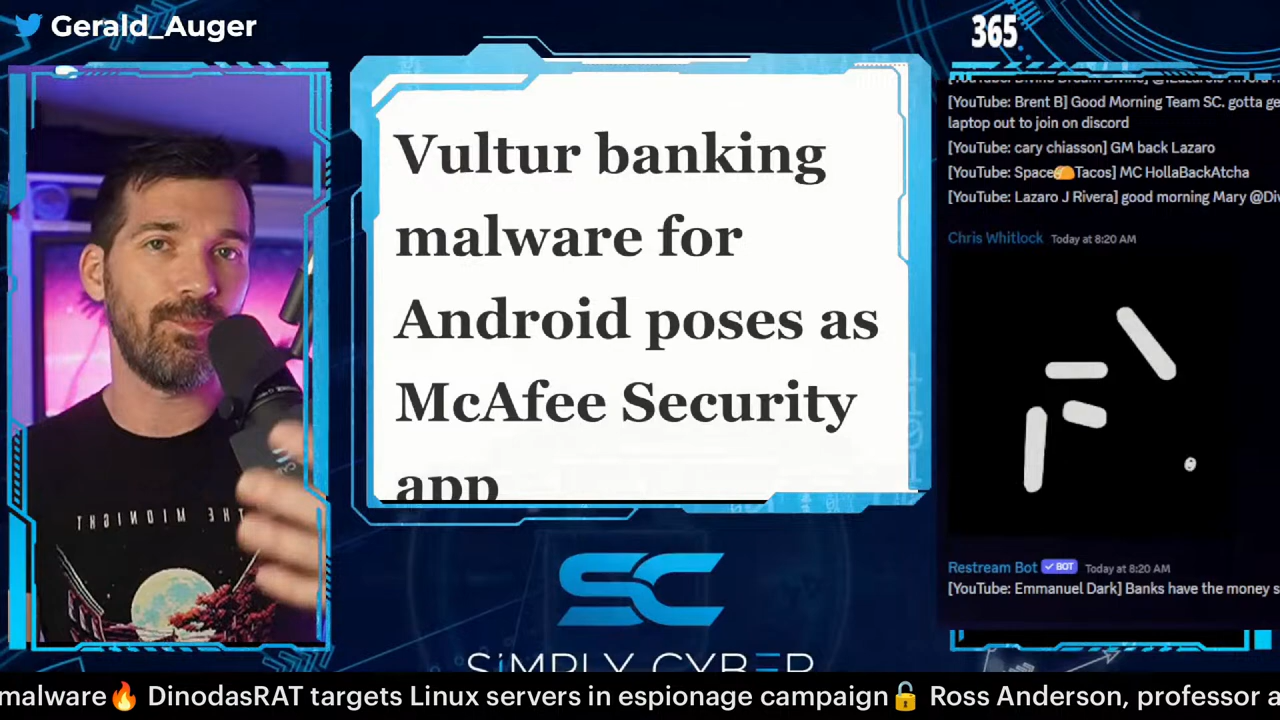 Gerald_Auger
365
Vultur banking
malware for
Android poses as
McAfee Security
app
[YouTube: Brent B] Good Morning Team SC. gotta ge
laptop out to join on discord
[YouTube: cary chiasson] GM back Lazaro
[YouTube: Space🌮Tacos] MC HollaBackAtcha
[YouTube: Lazaro J Rivera] good morning Mary @Di
Chris Whitlock Today at 8:20 AM
Restream Bot ✓ BOT Today at 8:20 AM
[YouTube: Emmanuel Dark] Banks have the money s
THE MIDNIGHT
SC
SIMPLY CYBER
malware🔥 DinodasRAT targets Linux servers in espionage campaign🔓 Ross Anderson, professor a